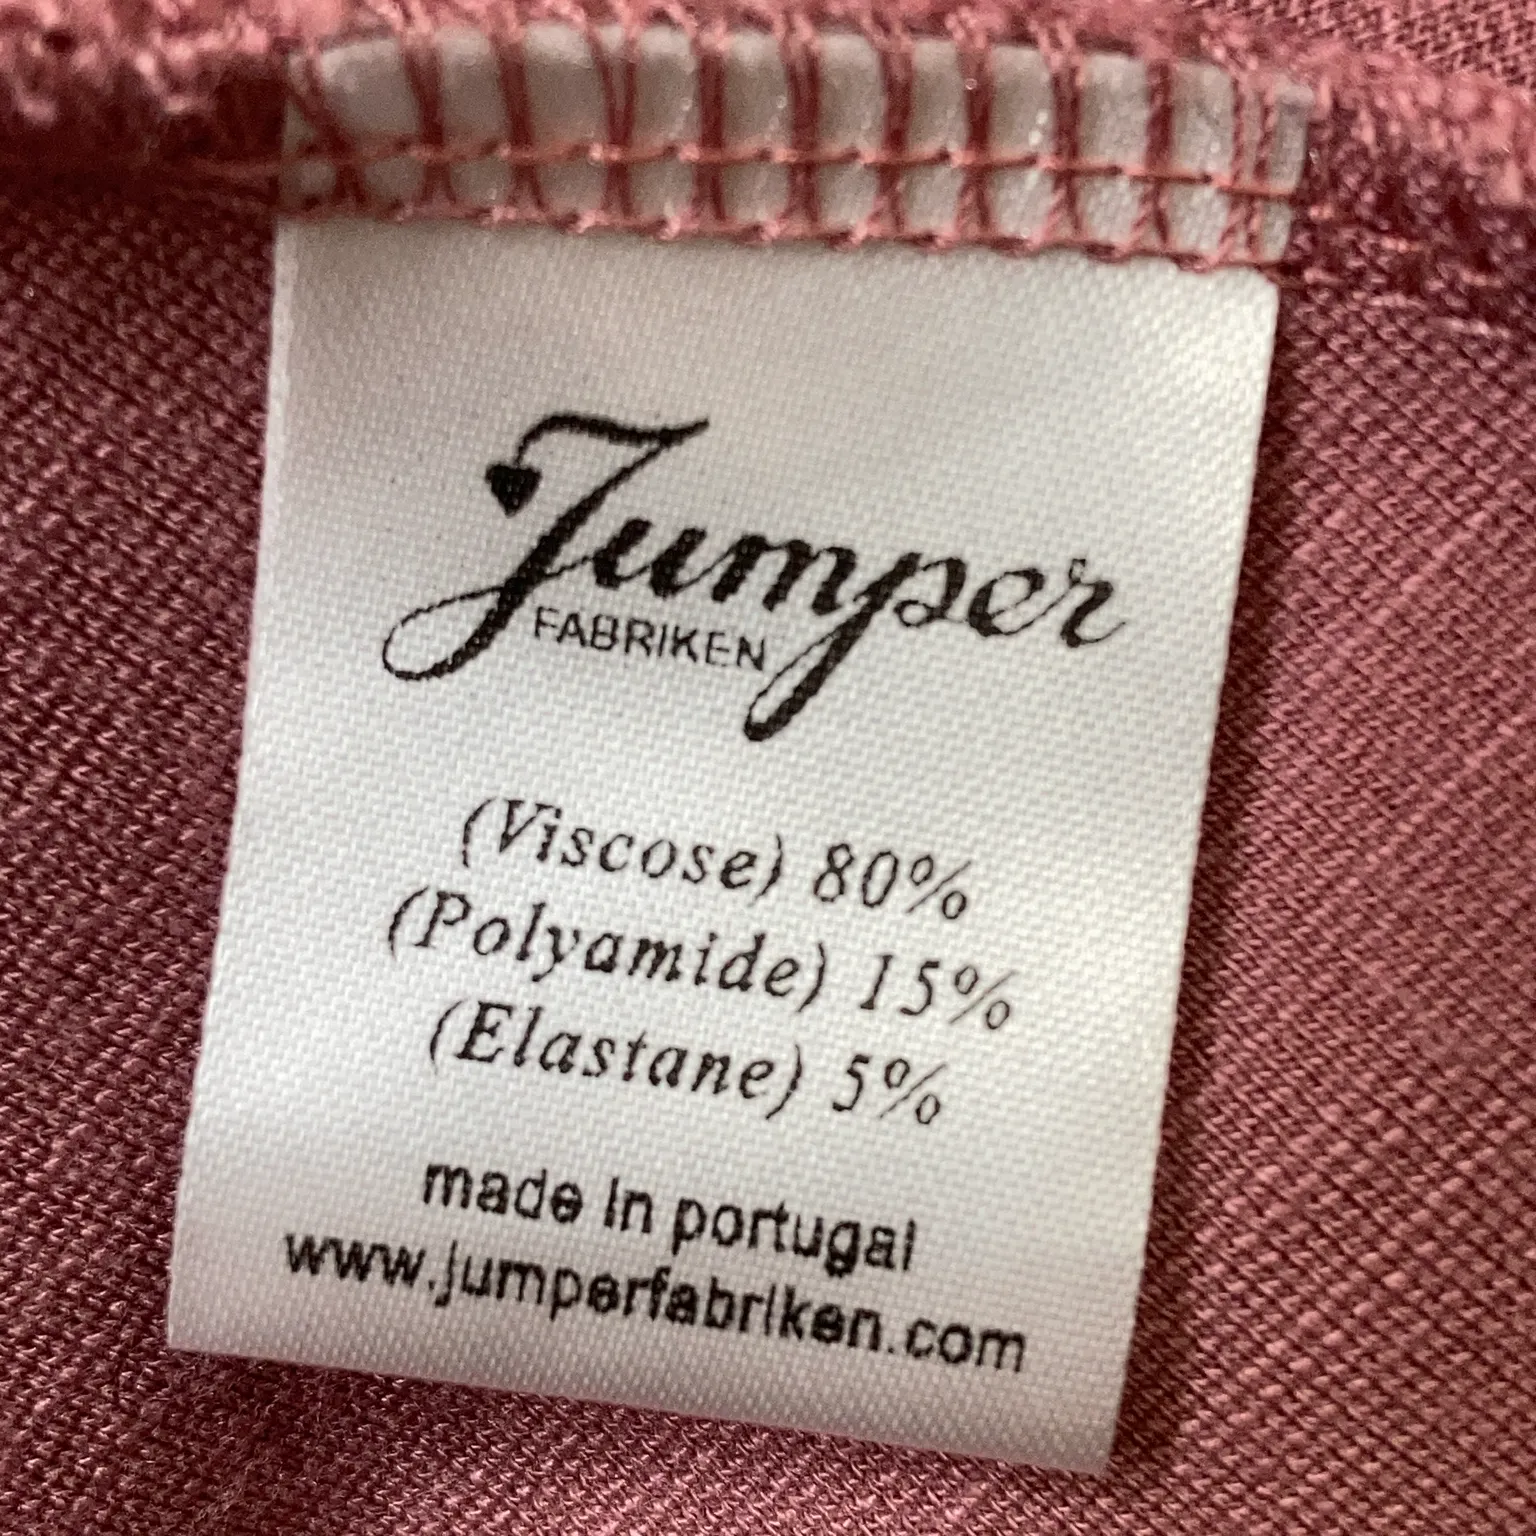 Jumper
FABRIKEN
(Viscose) 80%
(Polyamide) 15%
(Elastane) 5%
made in portugal
www.jumperfabriken.com